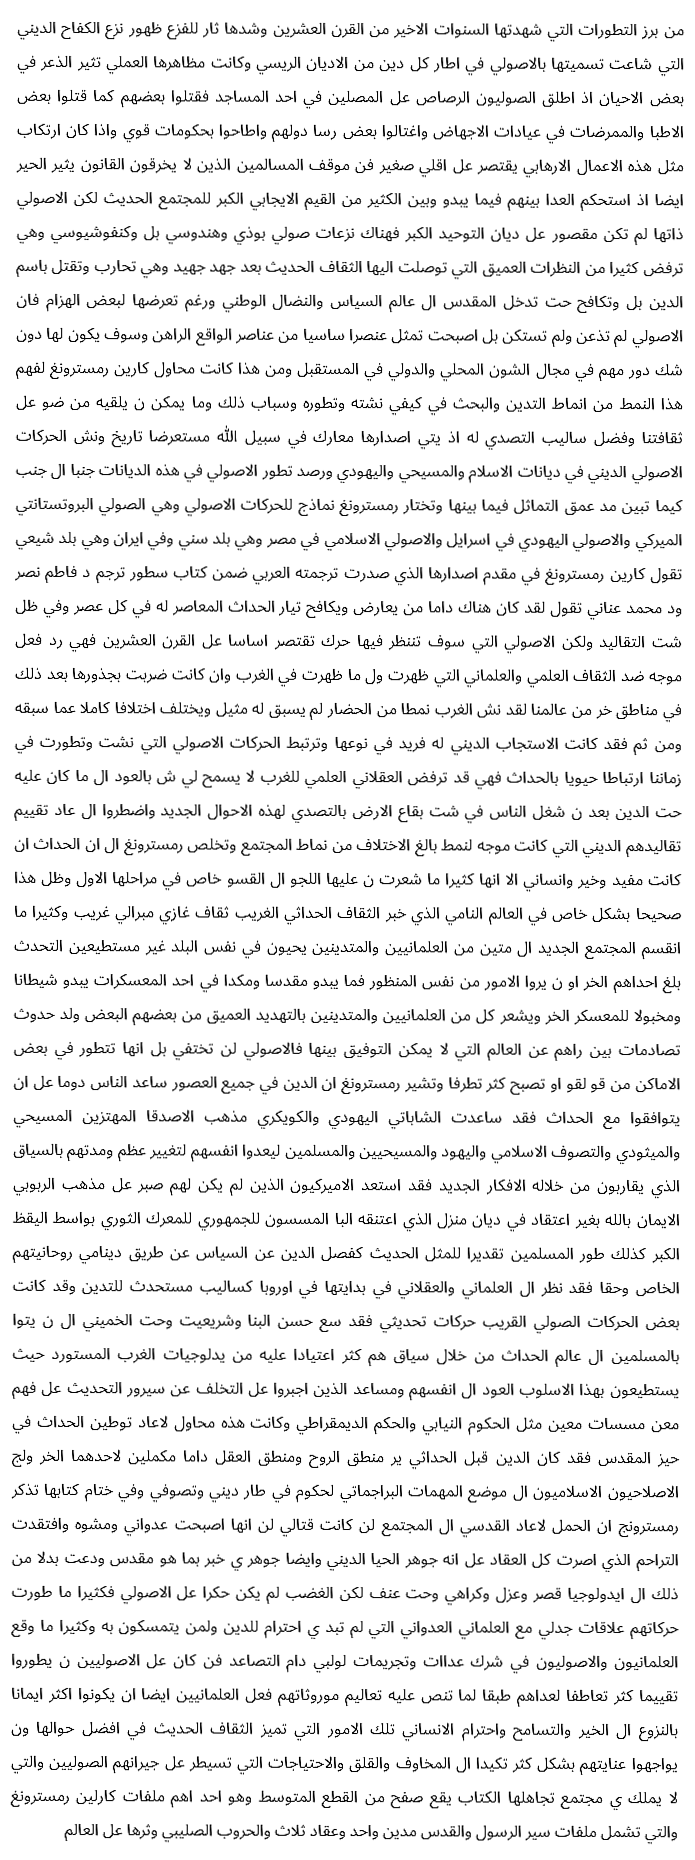 من برز التطورات التي شهدتها السنوات الاخير من القرن العشرين وشدها ثار للفزع ظهور نزع الكفاح الديني
التي شاعت تسميتها بالاصولي في اطار كل دين من الاديان الريسي وكانت مظاهرها العملي تثير الذعر في
بعض الاحيان اذ اطلق الصوليون الرصاص عل المصلين في احد المساجد فقتلوا بعضهم كما قتلوا بعض
الاطبا والممرضات في عيادات الاجهاض واغتالوا بعض رسا دولهم واطاحوا بحكومات قوي واذا كان ارتكاب
مثل هذه الاعمال الارهابي يقتصر عل اقلي صغير فن موقف المسالمين الذين لا يخرقون القانون يثير الحير
ايضا اذ استحكم العدا بينهم فيما يبدو وبين الكثير من القيم الايجابي الكبر للمجتمع الحديث لكن الاصولي
ذاتها لم تكن مقصور عل ديان التوحيد الكبر فهناك نزعات صولي بوذي وهندوسي بل وكنفوشيوسي وهي
ترفض كثيرا من النظرات العميق التي توصلت اليها الثقاف الحديث بعد جهد جهيد وهي تحارب وتقتل باسم
الدين بل وتكافح حت تدخل المقدس ال عالم السياس والنضال الوطني ورغم تعرضها لبعض الهزام فان
الاصولي لم تذعن ولم تستكن بل اصبحت تمثل عنصرا ساسيا من عناصر الواقع الراهن وسوف يكون لها دون
شك دور مهم في مجال الشون المحلي والدولي في المستقبل ومن هذا كانت محاول كارين رمسترونغ لفهم
هذا النمط من انماط التدين والبحث في كيفي نشته وتطوره وسباب ذلك وما يمكن ن يلقيه من ضو عل
ثقافتنا وفضل ساليب التصدي له اذ يتي اصدارها معارك في سبيل الله مستعرضا تاريخ ونش الحركات
الاصولي الديني في ديانات الاسلام والمسيحي واليهودي ورصد تطور الاصولي في هذه الديانات جنبا ال جنب
كيما تبين مد عمق التماثل فيما بينها وتختار رمسترونغ نماذج للحركات الاصولي وهي الصولي البروتستانتي
الميركي والاصولي اليهودي في اسرايل والاصولي الاسلامي في مصر وهي بلد سني وفي ايران وهي بلد شيعي
تقول كارين رمسترونغ في مقدم اصدارها الذي صدرت ترجمته العربي ضمن كتاب سطور ترجم د فاطم نصر
ود محمد عناني تقول لقد كان هناك داما من يعارض ويكافح تيار الحداث المعاصر له في كل عصر وفي ظل
شت التقاليد ولكن الاصولي التي سوف تننظر فيها حرك تقتصر اساسا عل القرن العشرين فهي رد فعل
موجه ضد الثقاف العلمي والعلماني التي ظهرت ول ما ظهرت في الغرب وان كانت ضربت بجذورها بعد ذلك
في مناطق خر من عالمنا لقد نش الغرب نمطا من الحضار لم يسبق له مثيل ويختلف اختلافا كاملا عما سبقه
ومن ثم فقد كانت الاستجاب الديني له فريد في نوعها وترتبط الحركات الاصولي التي نشت وتطورت في
زماننا ارتباطا حيويا بالحداث فهي قد ترفض العقلاني العلمي للغرب لا يسمح لي ش بالعود ال ما كان عليه
حت الدين بعد ن شغل الناس في شت بقاع الارض بالتصدي لهذه الاحوال الجديد واضطروا ال عاد تقييم
تقاليدهم الديني التي كانت موجه لنمط بالغ الاختلاف من نماط المجتمع وتخلص رمسترونغ ال ان الحداث ان
كانت مفيد وخير وانساني الا انها كثيرا ما شعرت ن عليها اللجو ال القسو خاص في مراحلها الاول وظل هذا
صحيحا بشكل خاص في العالم النامي الذي خبر الثقاف الحداثي الغريب ثقاف غازي مبرالي غريب وكثيرا ما
انقسم المجتمع الجديد ال متين من العلمانيين والمتدينين يحيون في نفس البلد غير مستطيعين التحدث
بلغ احداهم الخر او ن يروا الامور من نفس المنظور فما يبدو مقدسا ومكدا في احد المعسكرات يبدو شيطانا
ومخبولا للمعسكر الخر ويشعر كل من العلمانيين والمتدينين بالتهديد العميق من بعضهم البعض ولد حدوث
تصادمات بين راهم عن العالم التي لا يمكن التوفيق بينها فالاصولي لن تختفي بل انها تتطور في بعض
الاماكن من قو لقو او تصبح كثر تطرفا وتشير رمسترونغ ان الدين في جميع العصور ساعد الناس دوما عل ان
يتوافقوا مع الحداث فقد ساعدت الشاباتي اليهودي والكويكري مذهب الاصدقا المهتزين المسيحي
والميثودي والتصوف الاسلامي واليهود والمسيحيين والمسلمين ليعدوا انفسهم لتغيير عظم ومدتهم بالسياق
الذي يقاربون من خلاله الافكار الجديد فقد استعد الاميركيون الذين لم يكن لهم صبر عل مذهب الربوبي
الايمان بالله بغير اعتقاد في ديان منزل الذي اعتنقه البا المسسون للجمهوري للمعرك الثوري بواسط اليقظ
الكبر كذلك طور المسلمين تقديرا للمثل الحديث كفصل الدين عن السياس عن طريق دينامي روحانيتهم
الخاص وحقا فقد نظر ال العلماني والعقلاني في بدايتها في اوروبا كساليب مستحدث للتدين وقد كانت
بعض الحركات الصولي القريب حركات تحديثي فقد سع حسن البنا وشريعيت وحت الخميني ال ن يتوا
بالمسلمين ال عالم الحداث من خلال سياق هم كثر اعتيادا عليه من يدلوجيات الغرب المستورد حيث
يستطيعون بهذا الاسلوب العود ال انفسهم ومساعد الذين اجبروا عل التخلف عن سيرور التحديث عل فهم
معن مسسات معين مثل الحكوم النيابي والحكم الديمقراطي وكانت هذه محاول لاعاد توطين الحداث في
حيز المقدس فقد كان الدين قبل الحداثي ير منطق الروح ومنطق العقل داما مكملين لاحدهما الخر ولج
الاصلاحيون الاسلاميون ال موضع المهمات البراجماتي لحكوم في طار ديني وتصوفي وفي ختام كتابها تذكر
رمسترونج ان الحمل لاعاد القدسي ال المجتمع لن كانت قتالي لن انها اصبحت عدواني ومشوه وافتقدت
التراحم الذي اصرت كل العقاد عل انه جوهر الحيا الديني وايضا جوهر ي خبر بما هو مقدس ودعت بدلا من
ذلك ال ايدولوجيا قصر وعزل وكراهي وحت عنف لكن الغضب لم يكن حكرا عل الاصولي فكثيرا ما طورت
حركاتهم علاقات جدلي مع العلماني العدواني التي لم تبد ي احترام للدين ولمن يتمسكون به وكثيرا ما وقع
العلمانيون والاصوليون في شرك عداات وتجريمات لولبي دام التصاعد فن كان عل الاصوليين ن يطوروا
تقييما كثر تعاطفا لعداهم طبقا لما تنص عليه تعاليم موروثاتهم فعل العلمانيين ايضا ان يكونوا اكثر ايمانا
بالنزوع ال الخير والتسامح واحترام الانساني تلك الامور التي تميز الثقاف الحديث في افضل حوالها ون
يواجهوا عنايتهم بشكل كثر تكيدا ال المخاوف والقلق والاحتياجات التي تسيطر عل جيرانهم الصوليين والتي
لا يملك ي مجتمع تجاهلها الكتاب يقع صفح من القطع المتوسط وهو احد اهم ملفات كارلين رمسترونغ
والتي تشمل ملفات سير الرسول والقدس مدين واحد وعقاد ثلاث والحروب الصليبي وثرها عل العالم